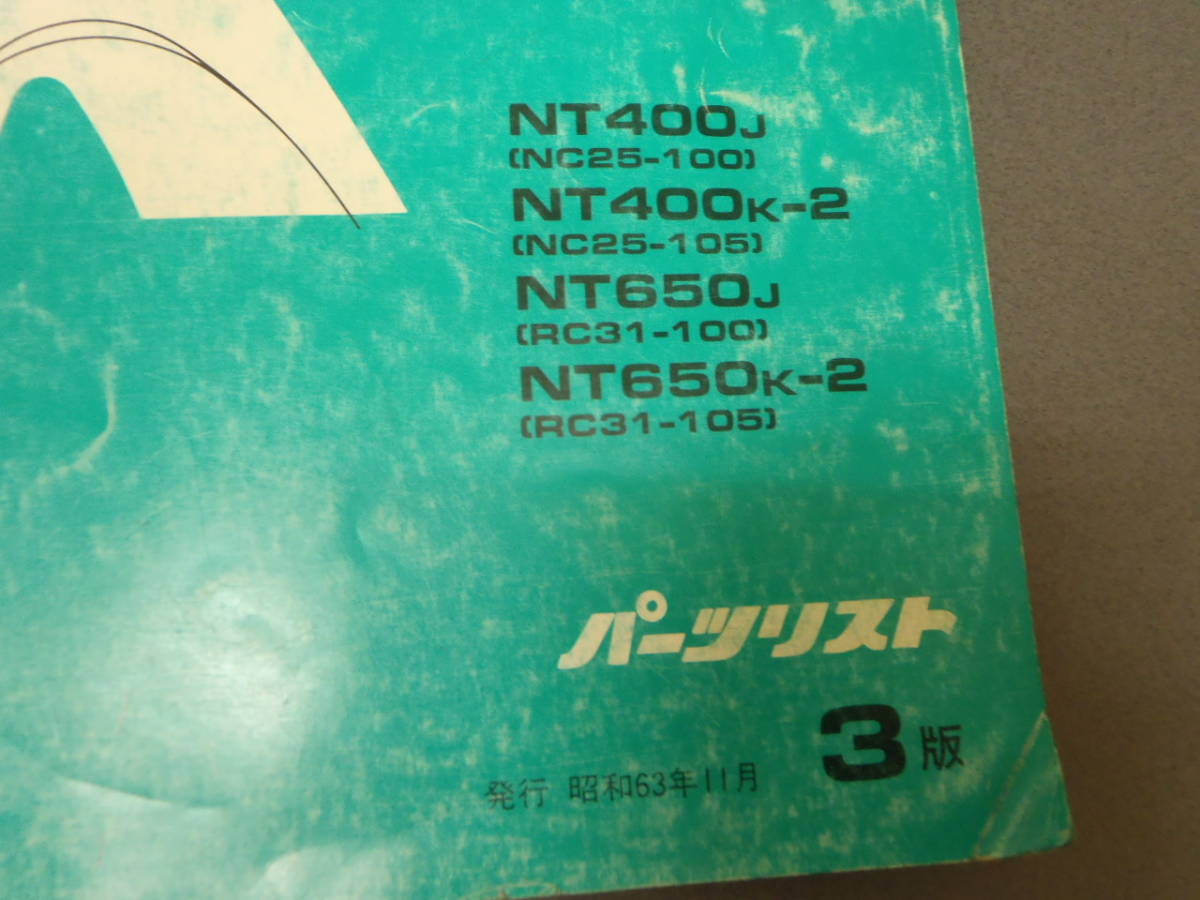 NT400J
(NC25-100)
NT400K-2
(NC25-105)
NT650J
(RC31-100)
NT650K-2
(RC31-105)
パーツリスト
3版
発行 昭和63年11月